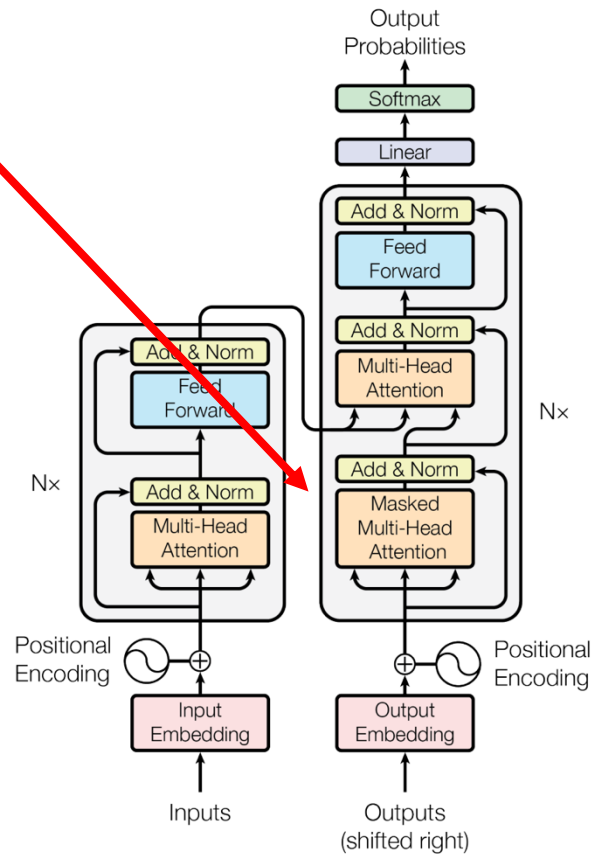 Output
Probabilities
Softmax
Linear
Add & Norm
Feed
Forward
Add & Norm
Multi-Head
Attention
Nx
Add & Norm
Masked
Multi-Head
Attention
Add & Norm
Feed
Forward
Nx
Add & Norm
Multi-Head
Attention
Positional
Encoding
Positional
Encoding
Input
Embedding
Output
Embedding
Inputs
Outputs
(shifted right)